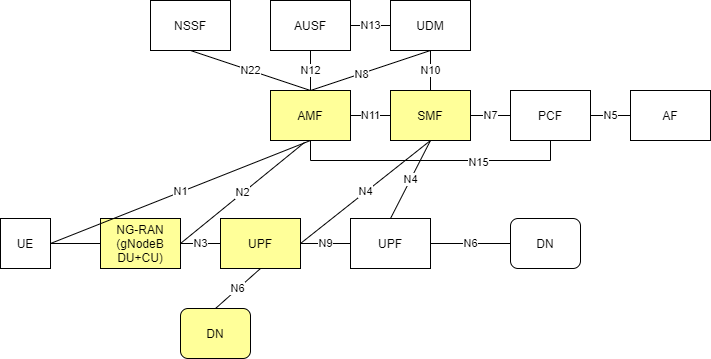 NSSF
AUSF
N13
UDM
N22
N12
N8
N10
AMF
N11
SMF
N7
PCF
N5
AF
N15
N1
N2
N4
N4
UE
NG-RAN
(gNodeB
DU+CU)
N3
UPF
N9
UPF
N6
DN
N6
DN